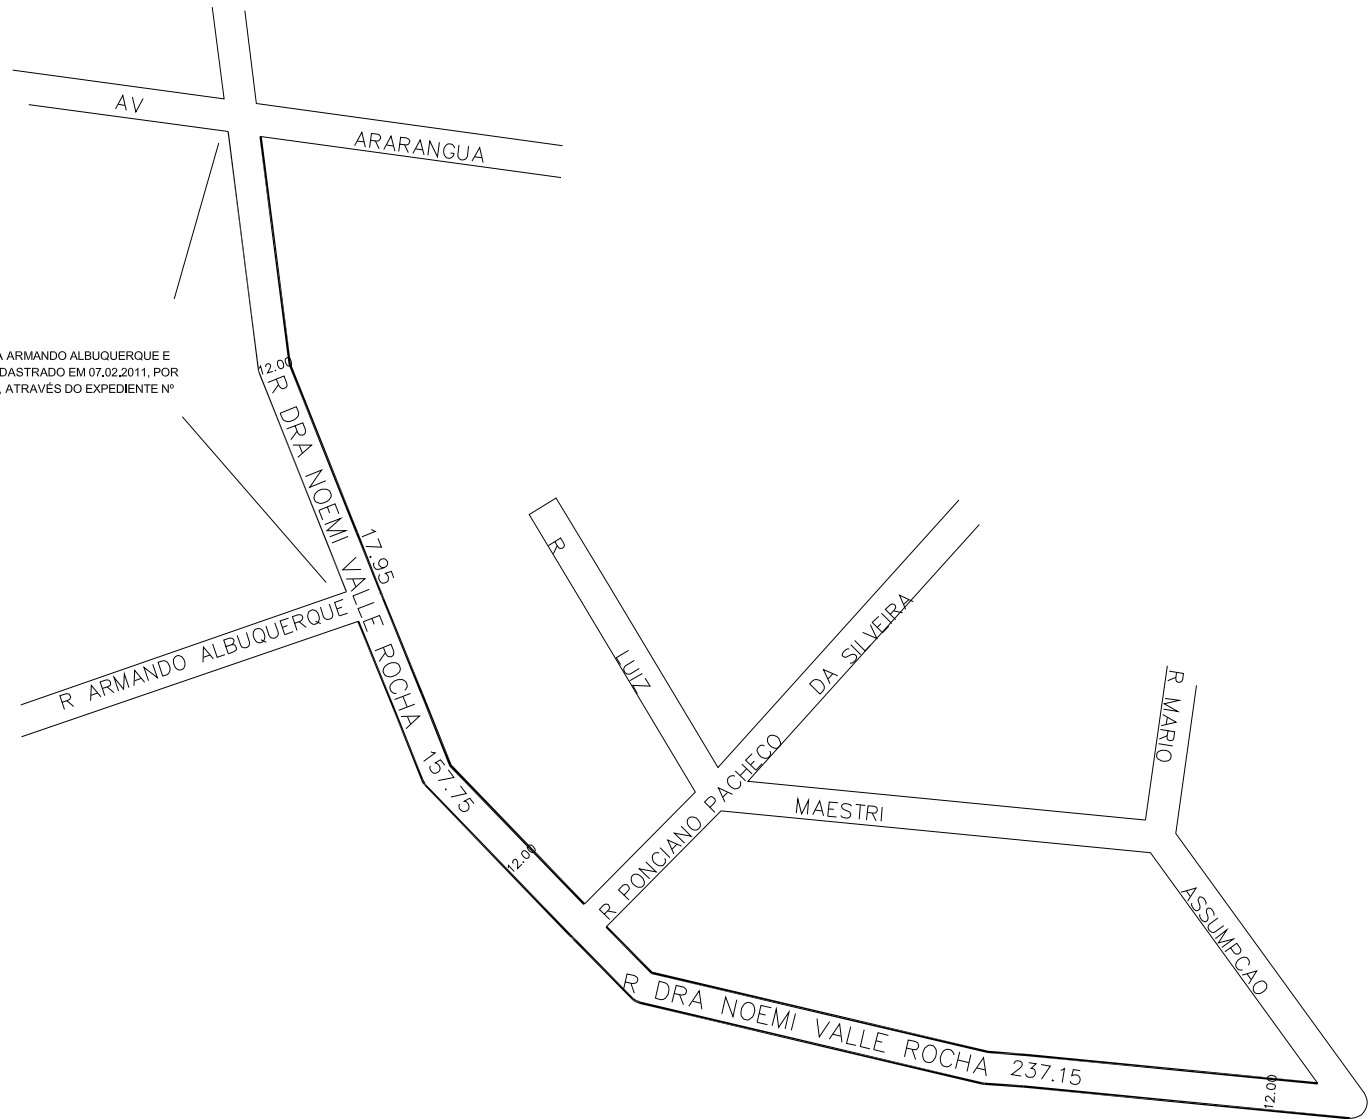 AV
ARARANGUA
A ARMANDO ALBUQUERQUE E
DASTRADO EM 07.02.2011, POR
, ATRAVÉS DO EXPEDIENTE Nº
12.00
R DRA NOEMI VALLE ROCHA 157.75
17.95
R ARMANDO ALBUQUERQUE
R LUIZ MAESTRI
R PONCIANO PACHECO DA SILVEIRA
R MARIO ASSUMPCAO
12.00
R DRA NOEMI VALLE ROCHA 237.15
12.00